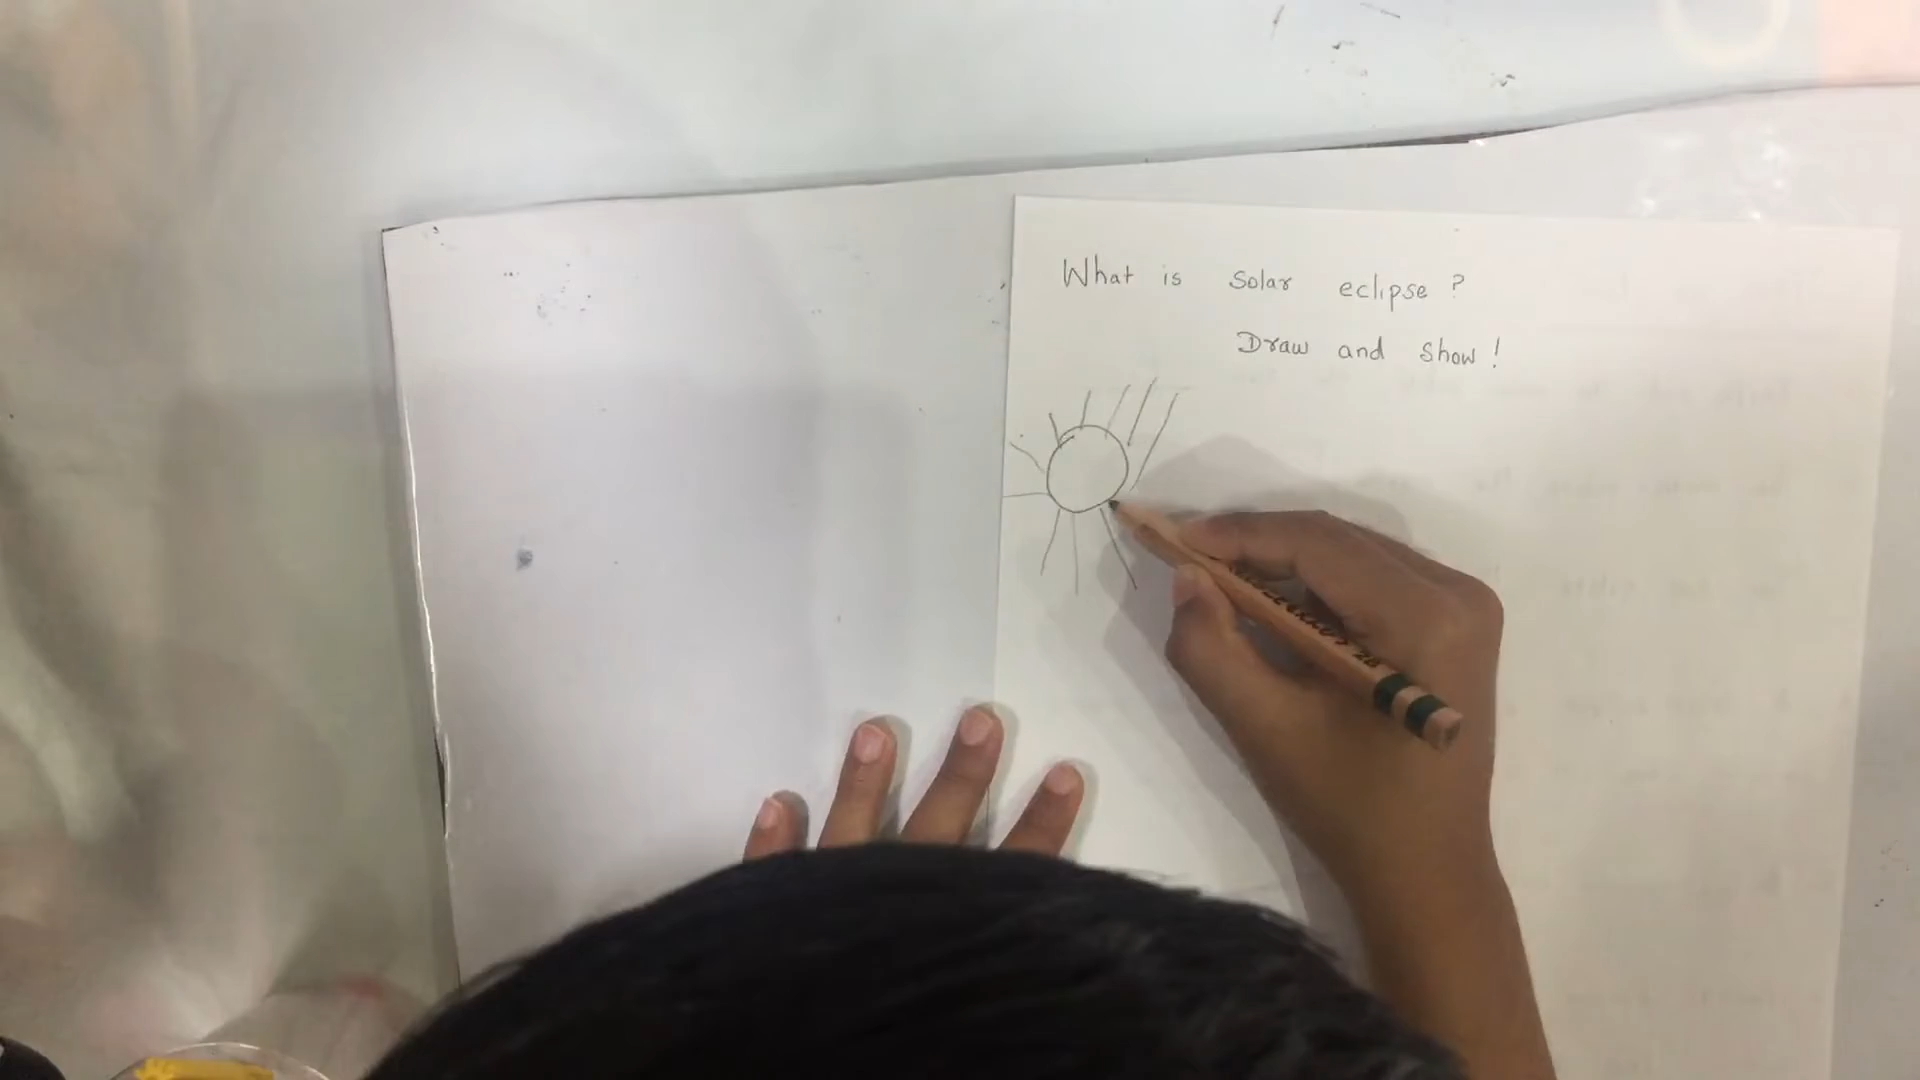 What is solar eclipse ?
Draw and show !